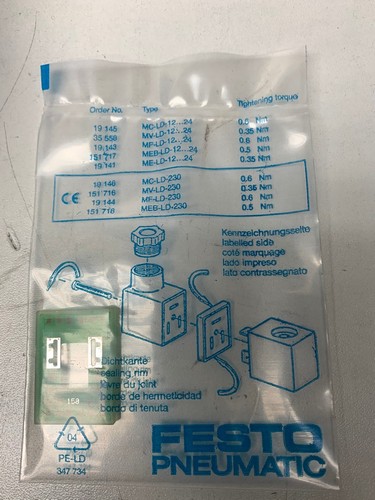 Order No. Type Tightening torque
19 145 MC-LD-12...24 0.6 Nm
35 558 MV-LD-12...24 0.35 Nm
19 143 MF-LD-12...24 0.6 Nm
151 717 MEB-LD-12...24 0.5 Nm
19 141 ME-LD-12...24 0.35 Nm
CE
19 146 MC-LD-230 0.6 Nm
151 716 MV-LD-230 0.35 Nm
19 144 MF-LD-230 0.6 Nm
151 718 MEB-LD-230 0.5 Nm
Kennzeichnungsseite
labelled side
coté marquage
lado impreso
lato contrassegnato
Dichtkante
sealing rim
lèvre du joint
borde de hermeticidad
bordo di tenuta
158
04
PE-LD
347 734
FESTO
PNEUMATIC